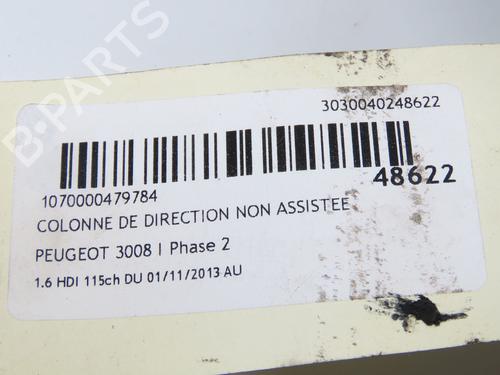 B-PARTS
3030040248622
48622
1070000479784
COLONNE DE DIRECTION NON ASSISTEE
PEUGEOT 3008 I Phase 2
1.6 HDI 115ch DU 01/11/2013 AU